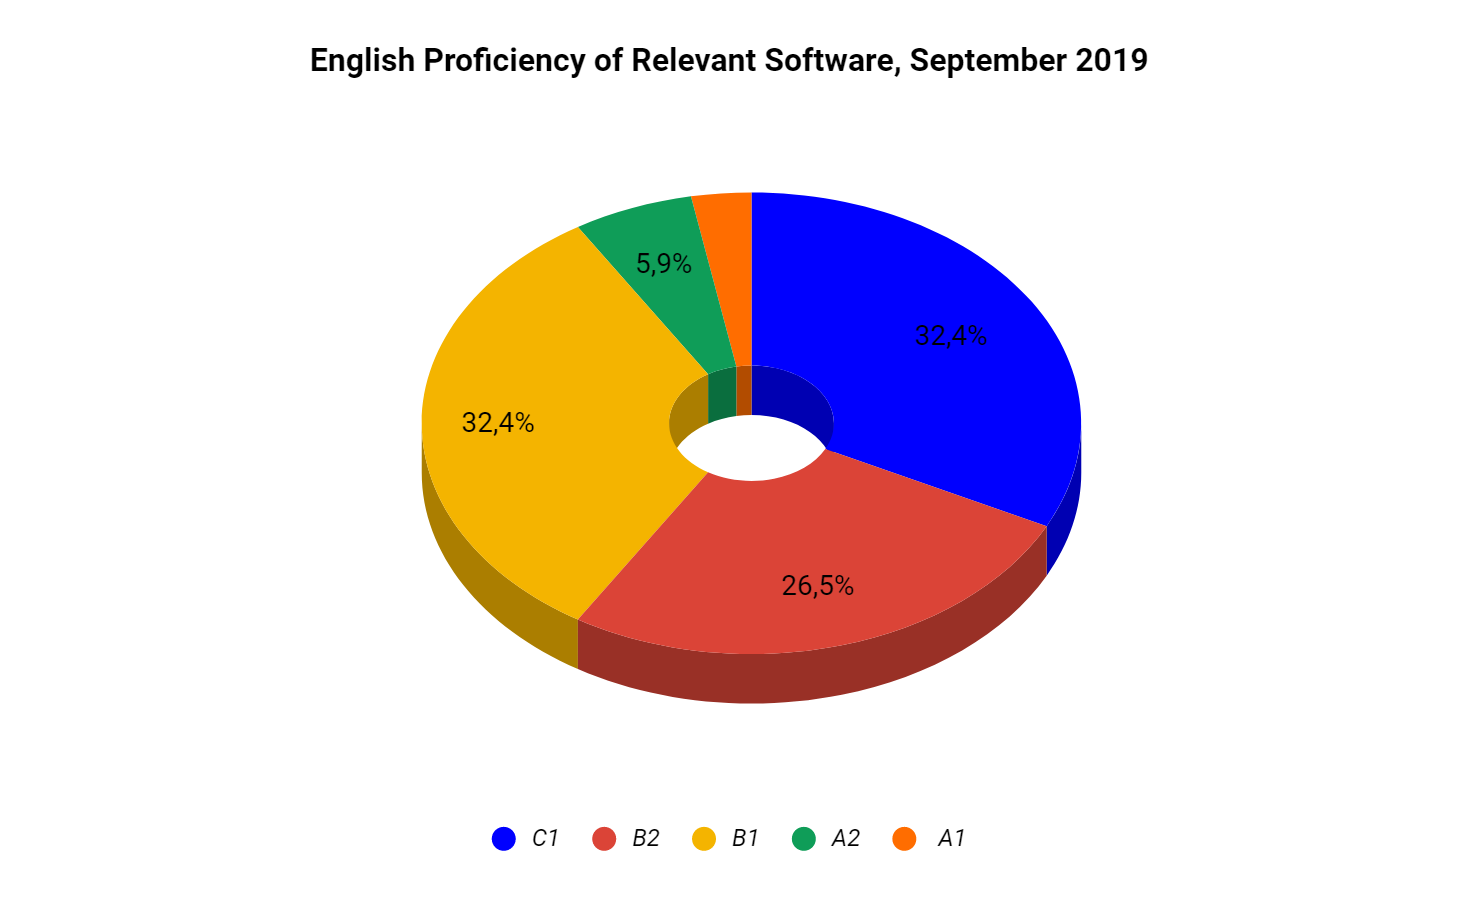 English Proficiency of Relevant Software, September 2019
5,9%
32,4%
32,4%
26,5%
C1 B2 B1 A2 A1